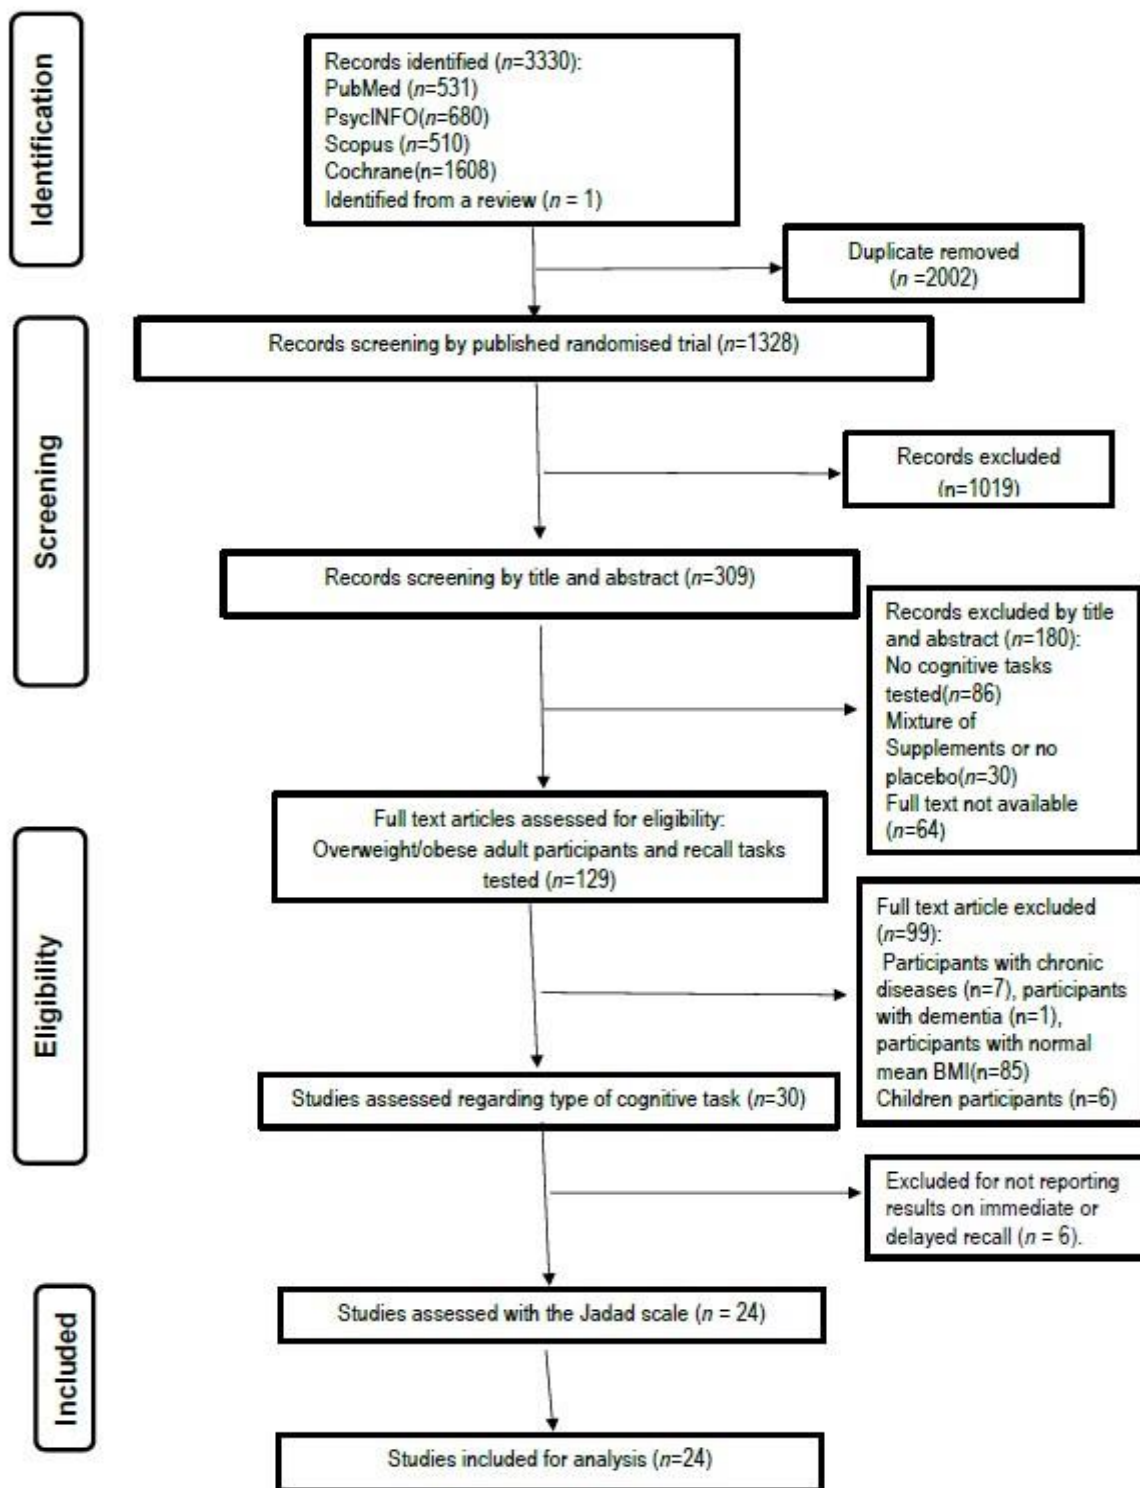 Identification
Records identified (n=3330):
PubMed (n=531)
PsycINFO(n=680)
Scopus (n=510)
Cochrane(n=1608)
Identified from a review (n = 1)
Duplicate removed
(n =2002)
Screening
Records screening by published randomised trial (n=1328)
Records excluded
(n=1019)
Records screening by title and abstract (n=309)
Records excluded by title
and abstract (n=180):
No cognitive tasks
tested(n=86)
Mixture of
Supplements or no
placebo(n=30)
Full text not available
(n=64)
Eligibility
Full text articles assessed for eligibility:
Overweight/obese adult participants and recall tasks
tested (n=129)
Full text article excluded
(n=99):
Participants with chronic
diseases (n=7), participants
with dementia (n=1),
participants with normal
mean BMI(n=85)
Children participants (n=6)
Studies assessed regarding type of cognitive task (n=30)
Excluded for not reporting
results on immediate or
delayed recall (n = 6).
Included
Studies assessed with the Jadad scale (n = 24)
Studies included for analysis (n=24)